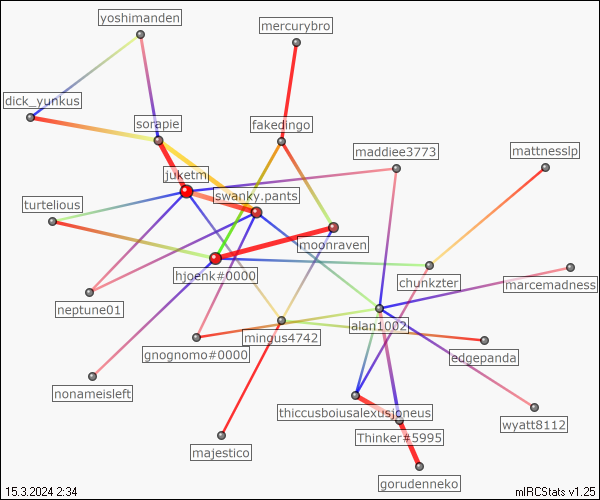 yoshimanden
mercurybro
dick_yunkus
sorapie
fakedingo
maddiee3773
mattnesslp
juketm
swanky.pants
turtelious
moonraven
hjoenk#0000
chunkzter
marcemadness
neptune01
alan1002
mingus4742
gnognomo#0000
edgepanda
nonameisleft
thiccusboiusalexusjoneus
wyatt8112
Thinker#5995
majestico
gorudenneko
15.3.2024 2:34
mIRCStats v1.25